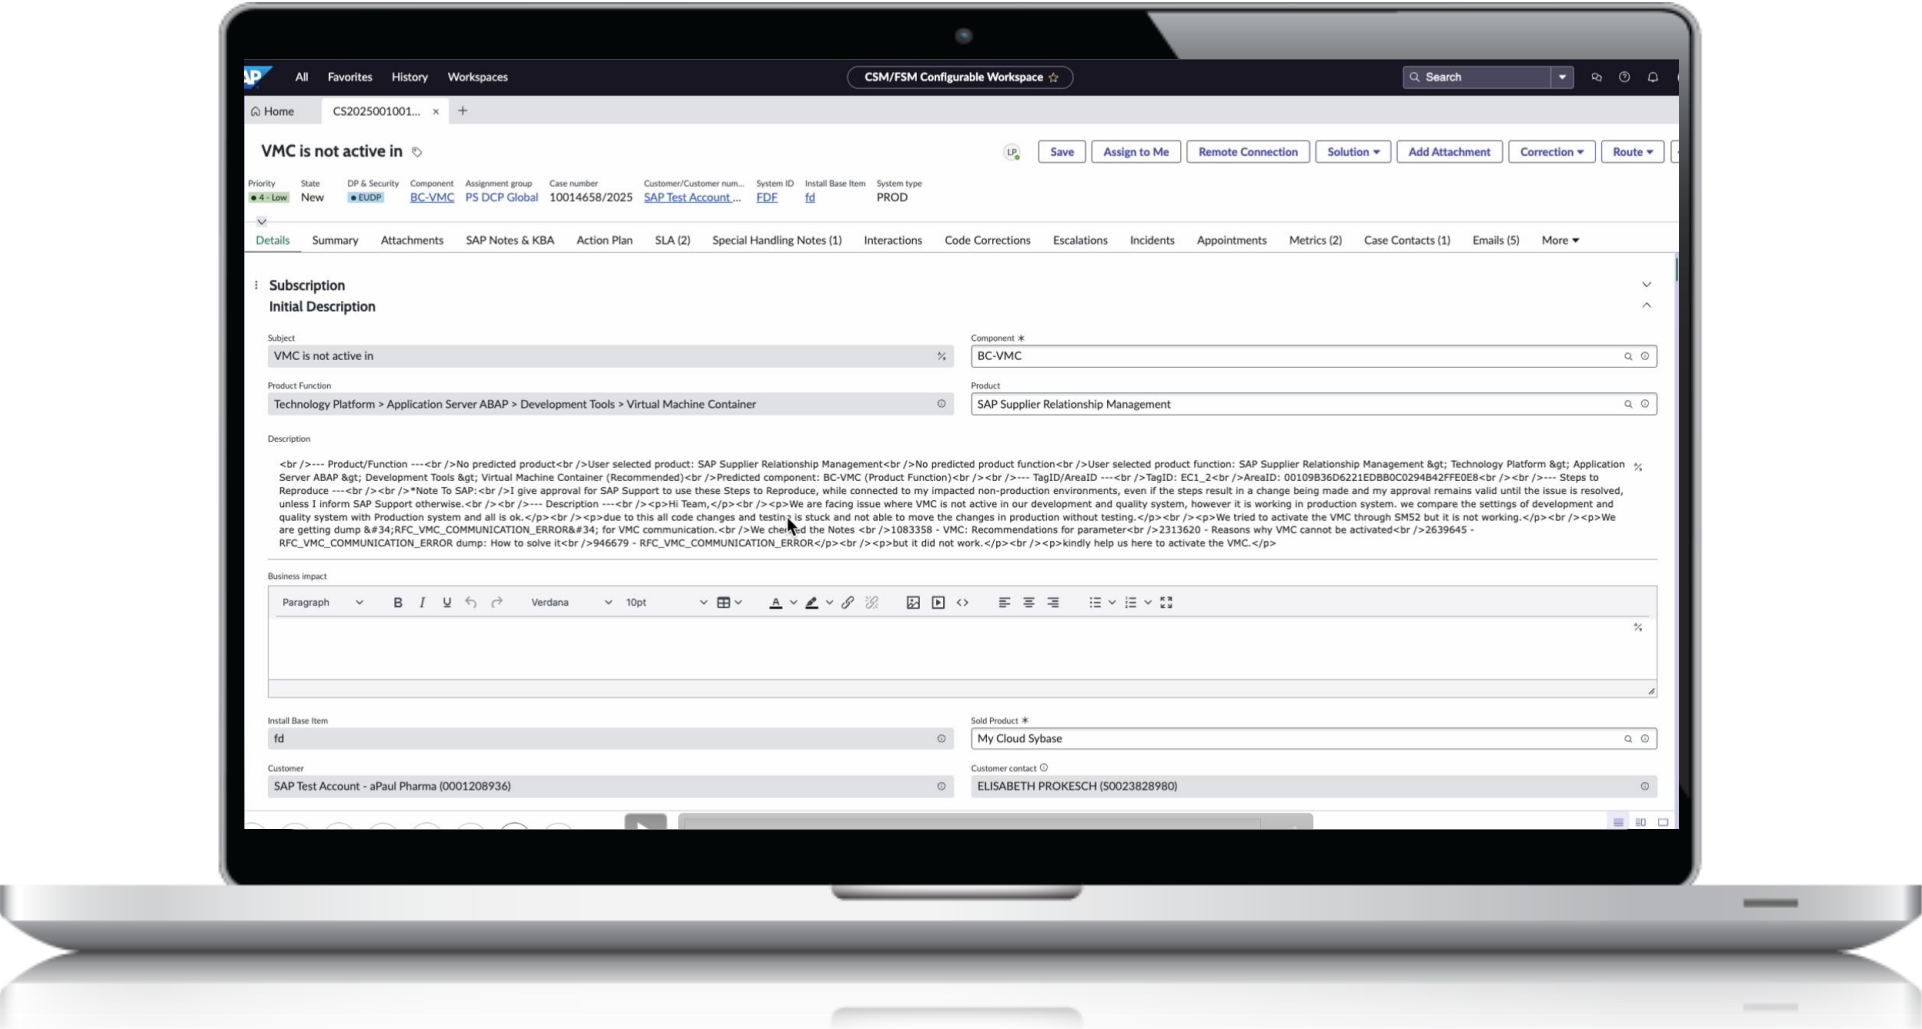 AP All Favorites History Workspaces CSM/FSM Configurable Workspace Search
Home CS2025001001...
VMC is not active in LP Save Assign to Me Remote Connection Solution Add Attachment Correction Route
Priority State DP & Security Component Assignment group Case number Customer/Customer num... System ID Install Base Item System type
4 - Low New EUDP BC-VMC PS DCP Global 10014658/2025 SAP Test Account ... FDF fd PROD
Details Summary Attachments SAP Notes & KBA Action Plan SLA (2) Special Handling Notes (1) Interactions Code Corrections Escalations Incidents Appointments Metrics (2) Case Contacts (1) Emails (5) More
Subscription
Initial Description
Subject Component *
VMC is not active in BC-VMC
Product Function Product
Technology Platform > Application Server ABAP > Development Tools > Virtual Machine Container SAP Supplier Relationship Management
Description
<br />--- Product/Function ---<br />No predicted product<br />User selected product: SAP Supplier Relationship Management<br />No predicted product function<br />User selected product function: SAP Supplier Relationship Management &gt; Technology Platform &gt; Application
Server ABAP &gt; Development Tools &gt; Virtual Machine Container (Recommended)<br />Predicted component: BC-VMC (Product Function)<br /><br />--- TagID/AreaID ---<br />TagID: EC1_2<br />AreaID: 00109B36D6221EDBB0C0294B42FFE0E8<br /><br />--- Steps to
Reproduce ---<br /><br />*Note To SAP:<br />I give approval for SAP Support to use these Steps to Reproduce, while connected to my impacted non-production environments, even if the steps result in a change being made and my approval remains valid until the issue is resolved,
unless I inform SAP Support otherwise.<br /><br />--- Description ---<br /><p>Hi Team,</p><br /><p>We are facing issue where VMC is not active in our development and quality system, however it is working in production system. we compare the settings of development and
quality system with Production system and all is ok.</p><br /><p>due to this all code changes and testing is stuck and not able to move the changes in production without testing.</p><br /><p>We tried to activate the VMC through SM52 but it is not working.</p><br /><p>We
are getting dump &#34;RFC_VMC_COMMUNICATION_ERROR&#34; for VMC communication.<br />We checked the Notes <br />1083358 - VMC: Recommendations for parameter<br />2313620 - Reasons why VMC cannot be activated<br />2639645 -
RFC_VMC_COMMUNICATION_ERROR dump: How to solve it<br />946679 - RFC_VMC_COMMUNICATION_ERROR</p><br /><p>but it did not work.</p><br /><p>kindly help us here to activate the VMC.</p>
Business impact
Paragraph B I U Verdana 10pt A
Install Base Item Sold Product *
fd My Cloud Sybase
Customer Customer contact
SAP Test Account - aPaul Pharma (0001208936) ELISABETH PROKESCH (S0023828980)